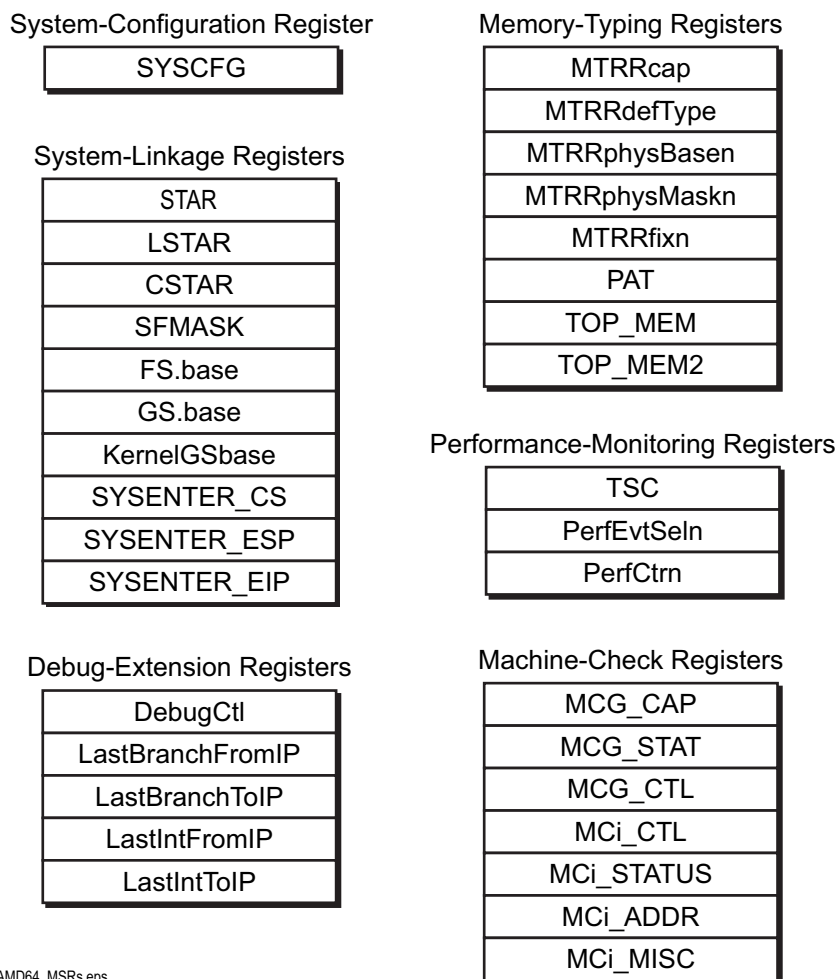 System-Configuration Register
SYSCFG
System-Linkage Registers
STAR
LSTAR
CSTAR
SFMASK
FS.base
GS.base
KernelGSbase
SYSENTER_CS
SYSENTER_ESP
SYSENTER_EIP
Debug-Extension Registers
DebugCtl
LastBranchFromIP
LastBranchToIP
LastIntFromIP
LastIntToIP
Memory-Typing Registers
MTRRcap
MTRRdefType
MTRRphysBasen
MTRRphysMaskn
MTRRfixn
PAT
TOP_MEM
TOP_MEM2
Performance-Monitoring Registers
TSC
PerfEvtSeln
PerfCtrn
Machine-Check Registers
MCG_CAP
MCG_STAT
MCG_CTL
MCi_CTL
MCi_STATUS
MCi_ADDR
MCi_MISC
AMD64_MSRs.eps